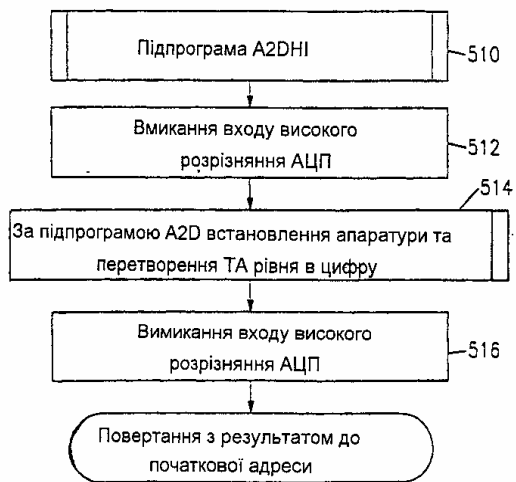 Підпрограма A2DHI
510
Вмикання входу високого
розрізняння АЦП
512
514
За підпрограмою A2D встановлення апаратури та
перетворення ТА рівня в цифру
Вимикання входу високого
розрізняння АЦП
516
Повертання з результатом до
початкової адреси